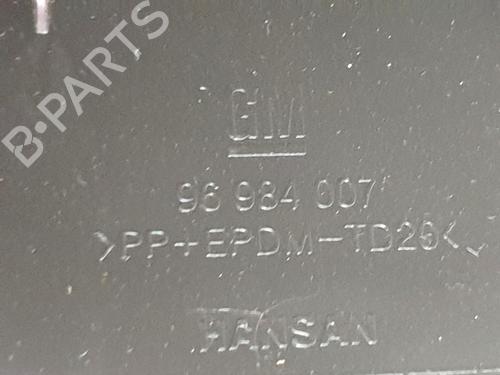 B-PARTS
GM
96 984 007
>PP+EPDM-TD20<
HANSAN